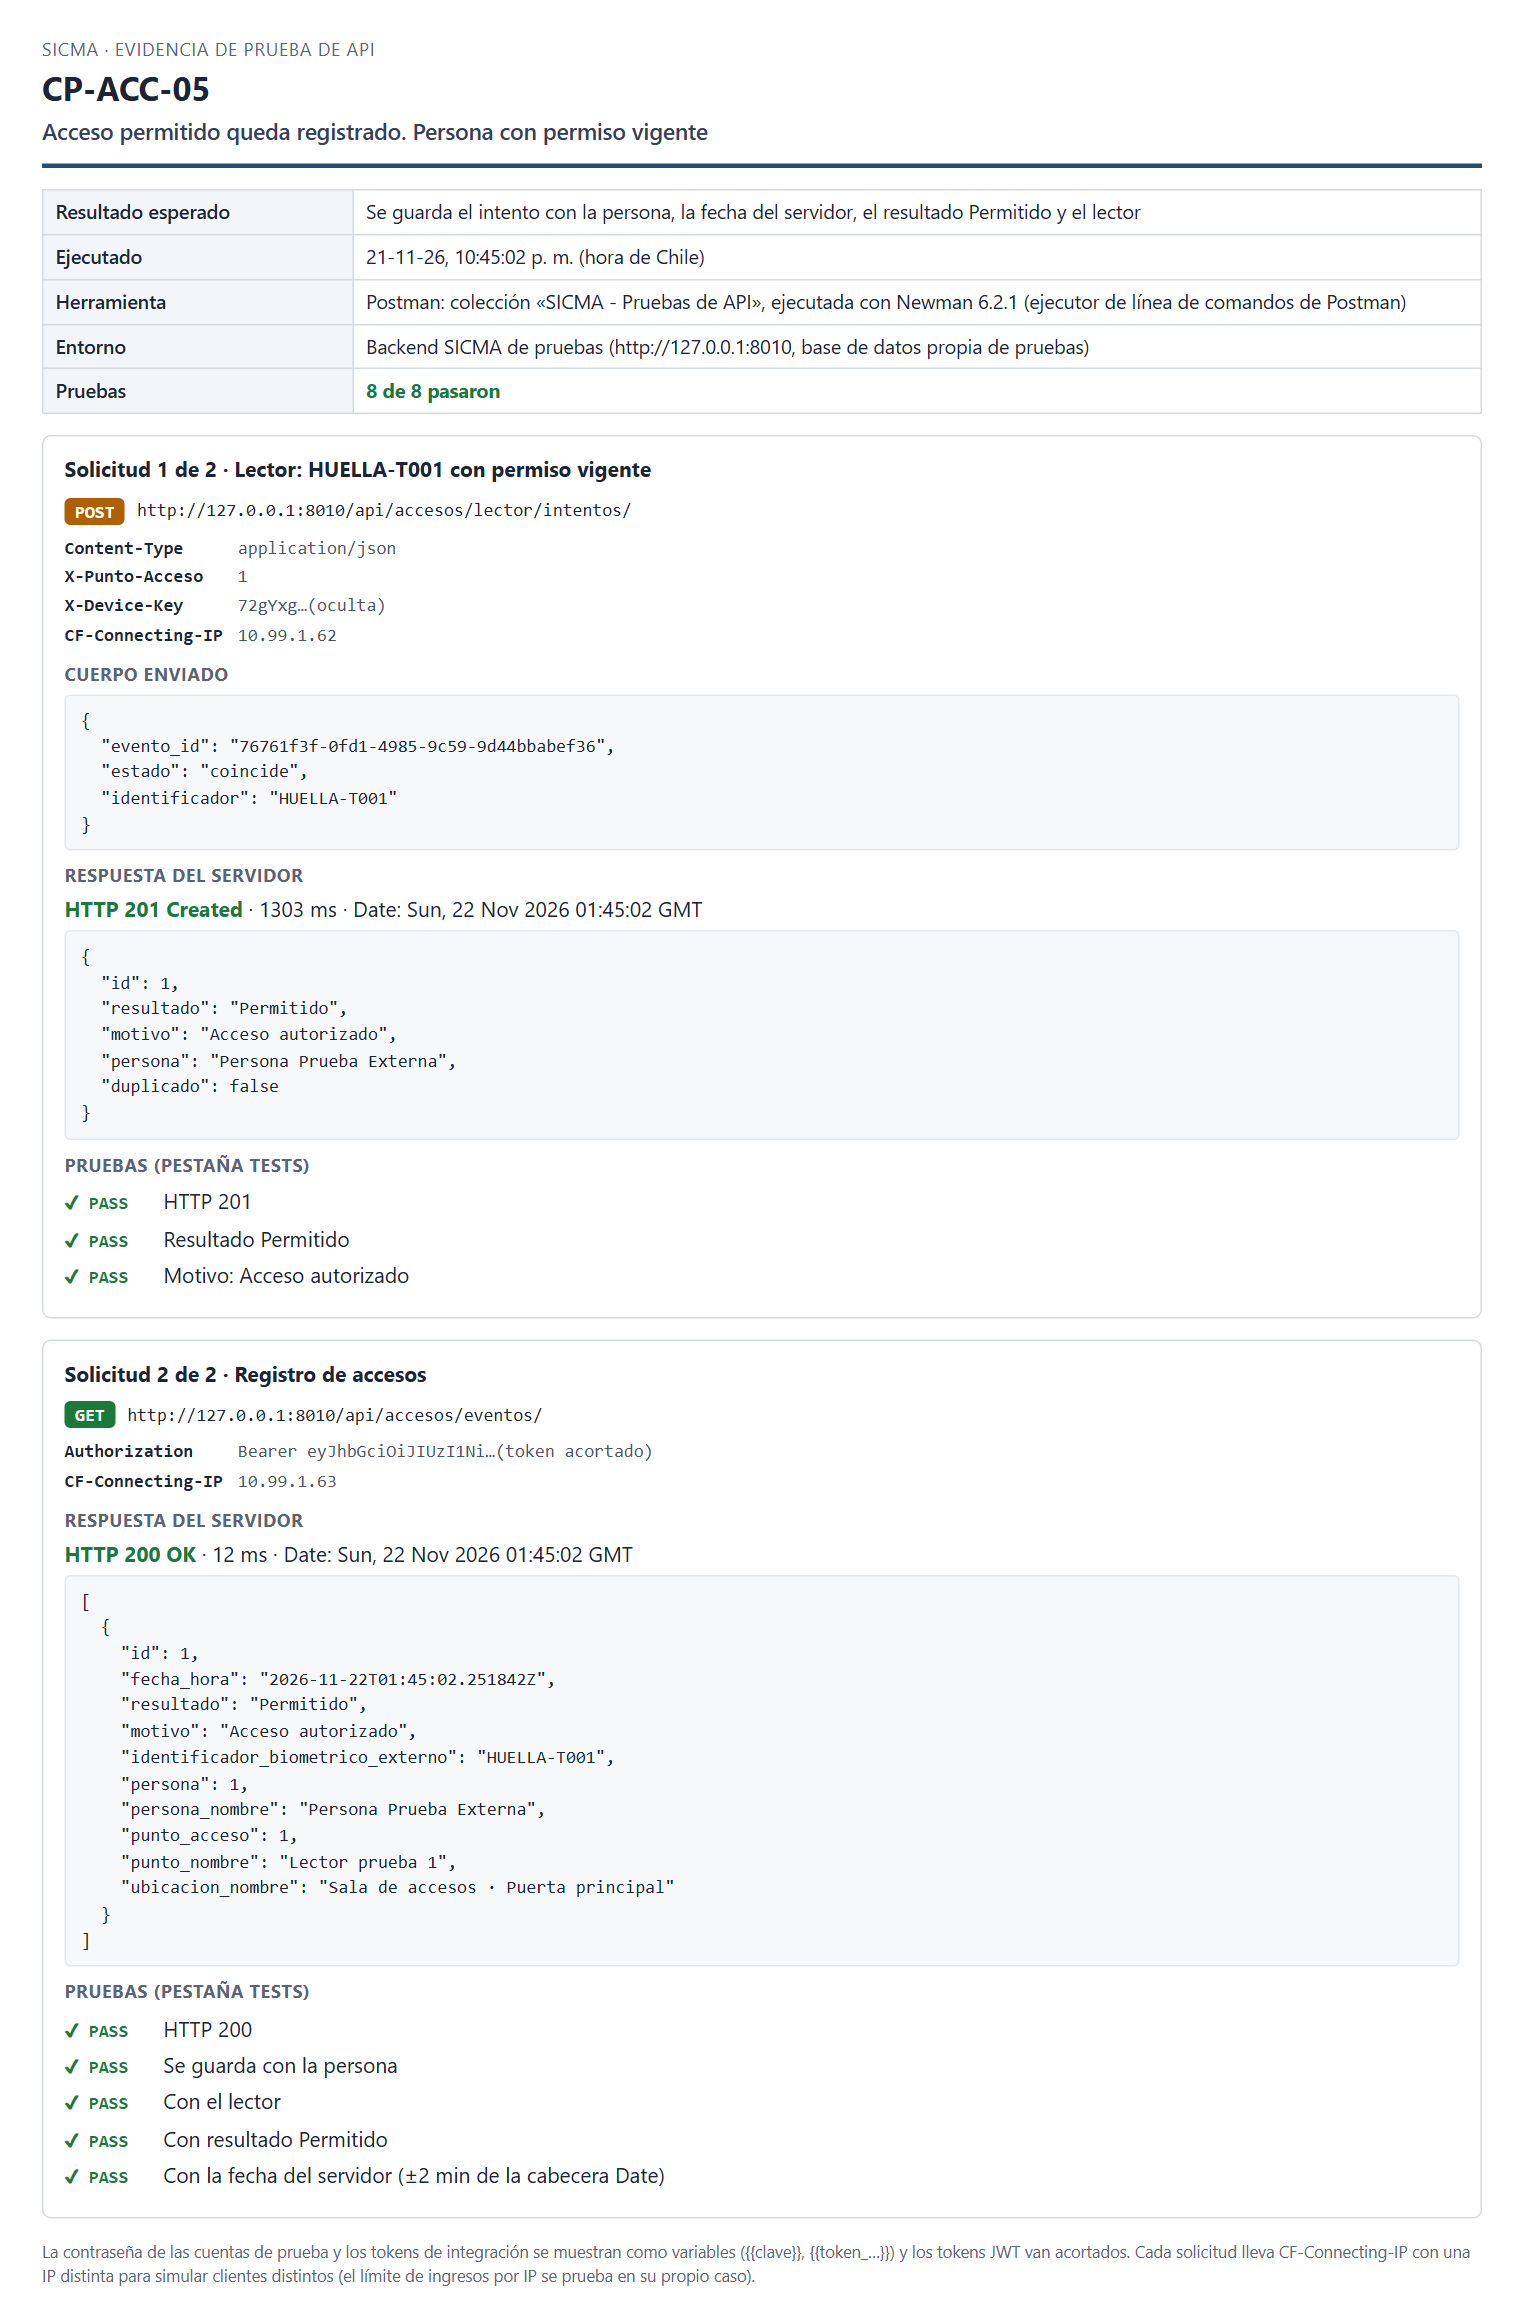 SICMA · EVIDENCIA DE PRUEBA DE API
CP-ACC-05
Acceso permitido queda registrado. Persona con permiso vigente
Resultado esperado Se guarda el intento con la persona, la fecha del servidor, el resultado Permitido y el lector
Ejecutado 21-11-26, 10:45:02 p. m. (hora de Chile)
Herramienta Postman: colección «SICMA - Pruebas de API», ejecutada con Newman 6.2.1 (ejecutor de línea de comandos de Postman)
Entorno Backend SICMA de pruebas (http://127.0.0.1:8010, base de datos propia de pruebas)
Pruebas 8 de 8 pasaron
Solicitud 1 de 2 · Lector: HUELLA-T001 con permiso vigente
POST http://127.0.0.1:8010/api/accesos/lector/intentos/
Content-Type application/json
X-Punto-Acceso 1
X-Device-Key 72gYxg…(oculta)
CF-Connecting-IP 10.99.1.62
CUERPO ENVIADO
{
"evento_id": "76761f3f-0fd1-4985-9c59-9d44bbabef36",
"estado": "coincide",
"identificador": "HUELLA-T001"
}
RESPUESTA DEL SERVIDOR
HTTP 201 Created · 1303 ms · Date: Sun, 22 Nov 2026 01:45:02 GMT
{
"id": 1,
"resultado": "Permitido",
"motivo": "Acceso autorizado",
"persona": "Persona Prueba Externa",
"duplicado": false
}
PRUEBAS (PESTAÑA TESTS)
✔ PASS HTTP 201
✔ PASS Resultado Permitido
✔ PASS Motivo: Acceso autorizado
Solicitud 2 de 2 · Registro de accesos
GET http://127.0.0.1:8010/api/accesos/eventos/
Authorization Bearer eyJhbGciOiJIUzI1Ni…(token acortado)
CF-Connecting-IP 10.99.1.63
RESPUESTA DEL SERVIDOR
HTTP 200 OK · 12 ms · Date: Sun, 22 Nov 2026 01:45:02 GMT
[
{
"id": 1,
"fecha_hora": "2026-11-22T01:45:02.251842Z",
"resultado": "Permitido",
"motivo": "Acceso autorizado",
"identificador_biometrico_externo": "HUELLA-T001",
"persona": 1,
"persona_nombre": "Persona Prueba Externa",
"punto_acceso": 1,
"punto_nombre": "Lector prueba 1",
"ubicacion_nombre": "Sala de accesos · Puerta principal"
}
]
PRUEBAS (PESTAÑA TESTS)
✔ PASS HTTP 200
✔ PASS Se guarda con la persona
✔ PASS Con el lector
✔ PASS Con resultado Permitido
✔ PASS Con la fecha del servidor (±2 min de la cabecera Date)
La contraseña de las cuentas de prueba y los tokens de integración se muestran como variables ({{clave}}, {{token_…}}) y los tokens JWT van acortados. Cada solicitud lleva CF-Connecting-IP con una
IP distinta para simular clientes distintos (el límite de ingresos por IP se prueba en su propio caso).